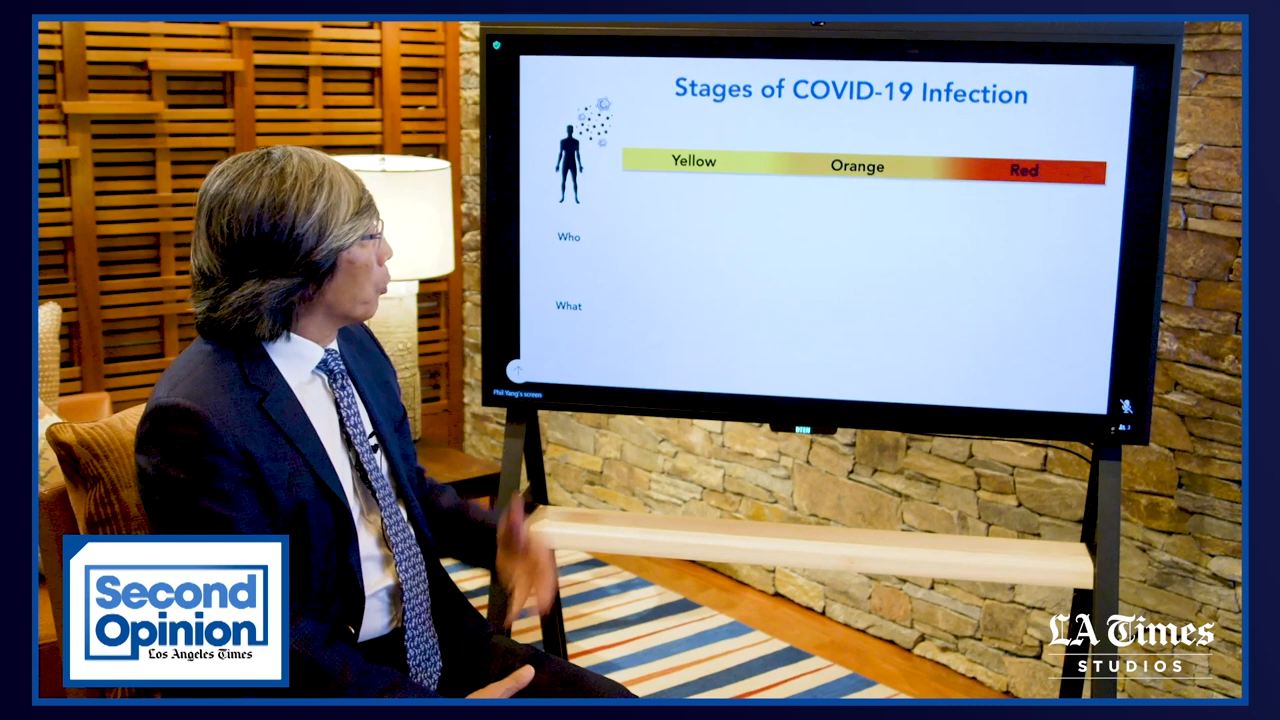 Stages of COVID-19 Infection
Yellow Orange Red
Who
What
Phil Yang's screen
DTEN
Second
Opinion
Los Angeles Times
LA Times
STUDIOS